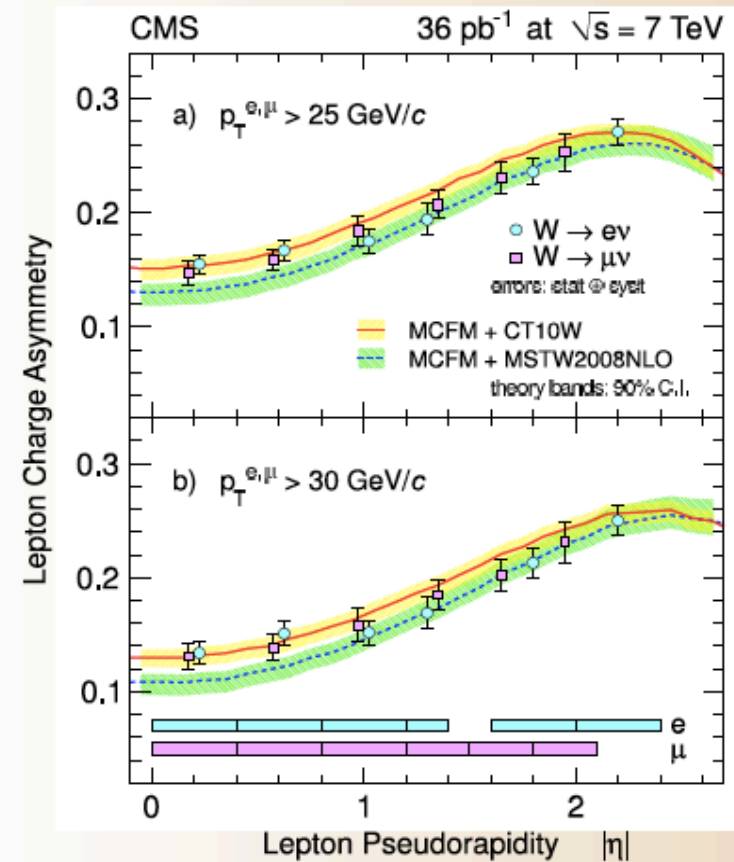 CMS 36 pb⁻¹ at √s = 7 TeV
Lepton Charge Asymmetry
0.3
0.2
0.1
a) p_T^{e,μ} > 25 GeV/c
W → eν
W → μν
errors: stat ⊕ syst
MCFM + CT10W
MCFM + MSTW2008NLO
theory bands: 90% C.I.
0.3
0.2
0.1
b) p_T^{e,μ} > 30 GeV/c
e
μ
0 1 2
Lepton Pseudorapidity |η|